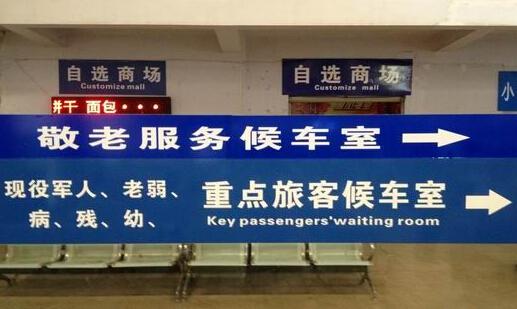 自选商场
Customize mall
自选商场
Customize mall
小
饼干 面包・・・
敬老服务候车室
现役军人、老弱、
病、残、幼、
重点旅客候车室
Key passengers'waiting room